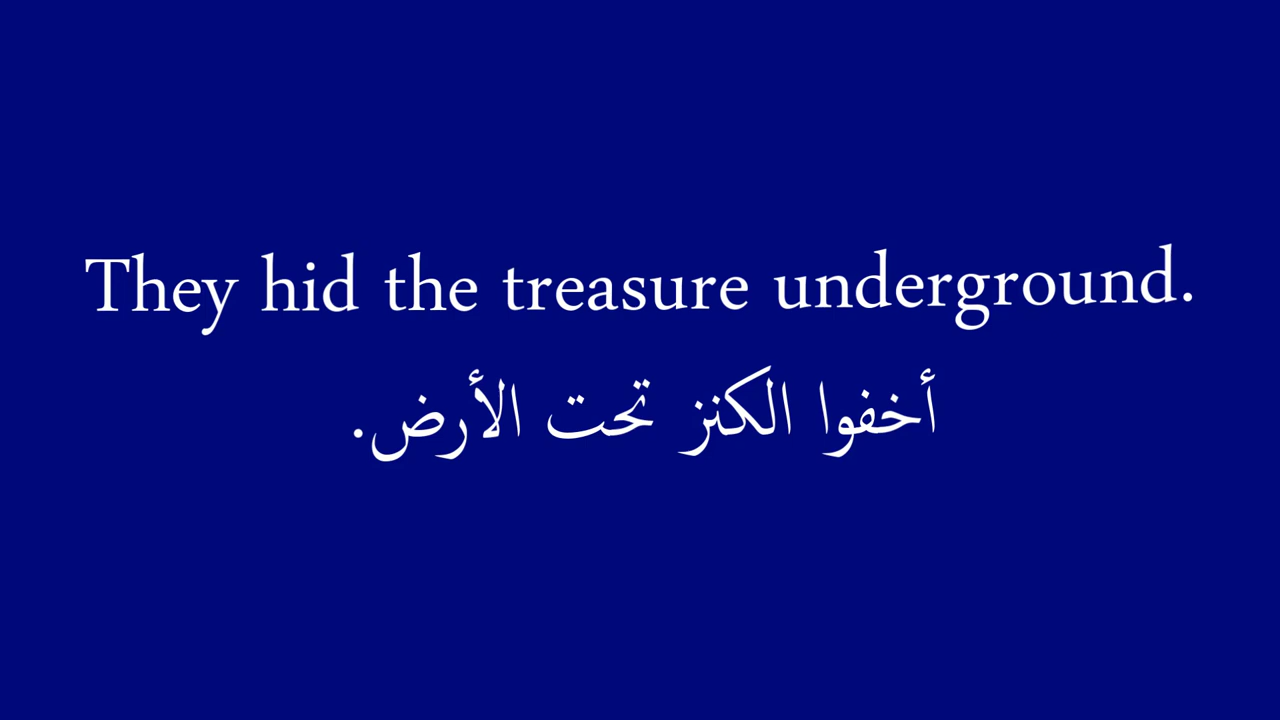 They hid the treasure underground.
أخفوا الكنز تحت الأرض.